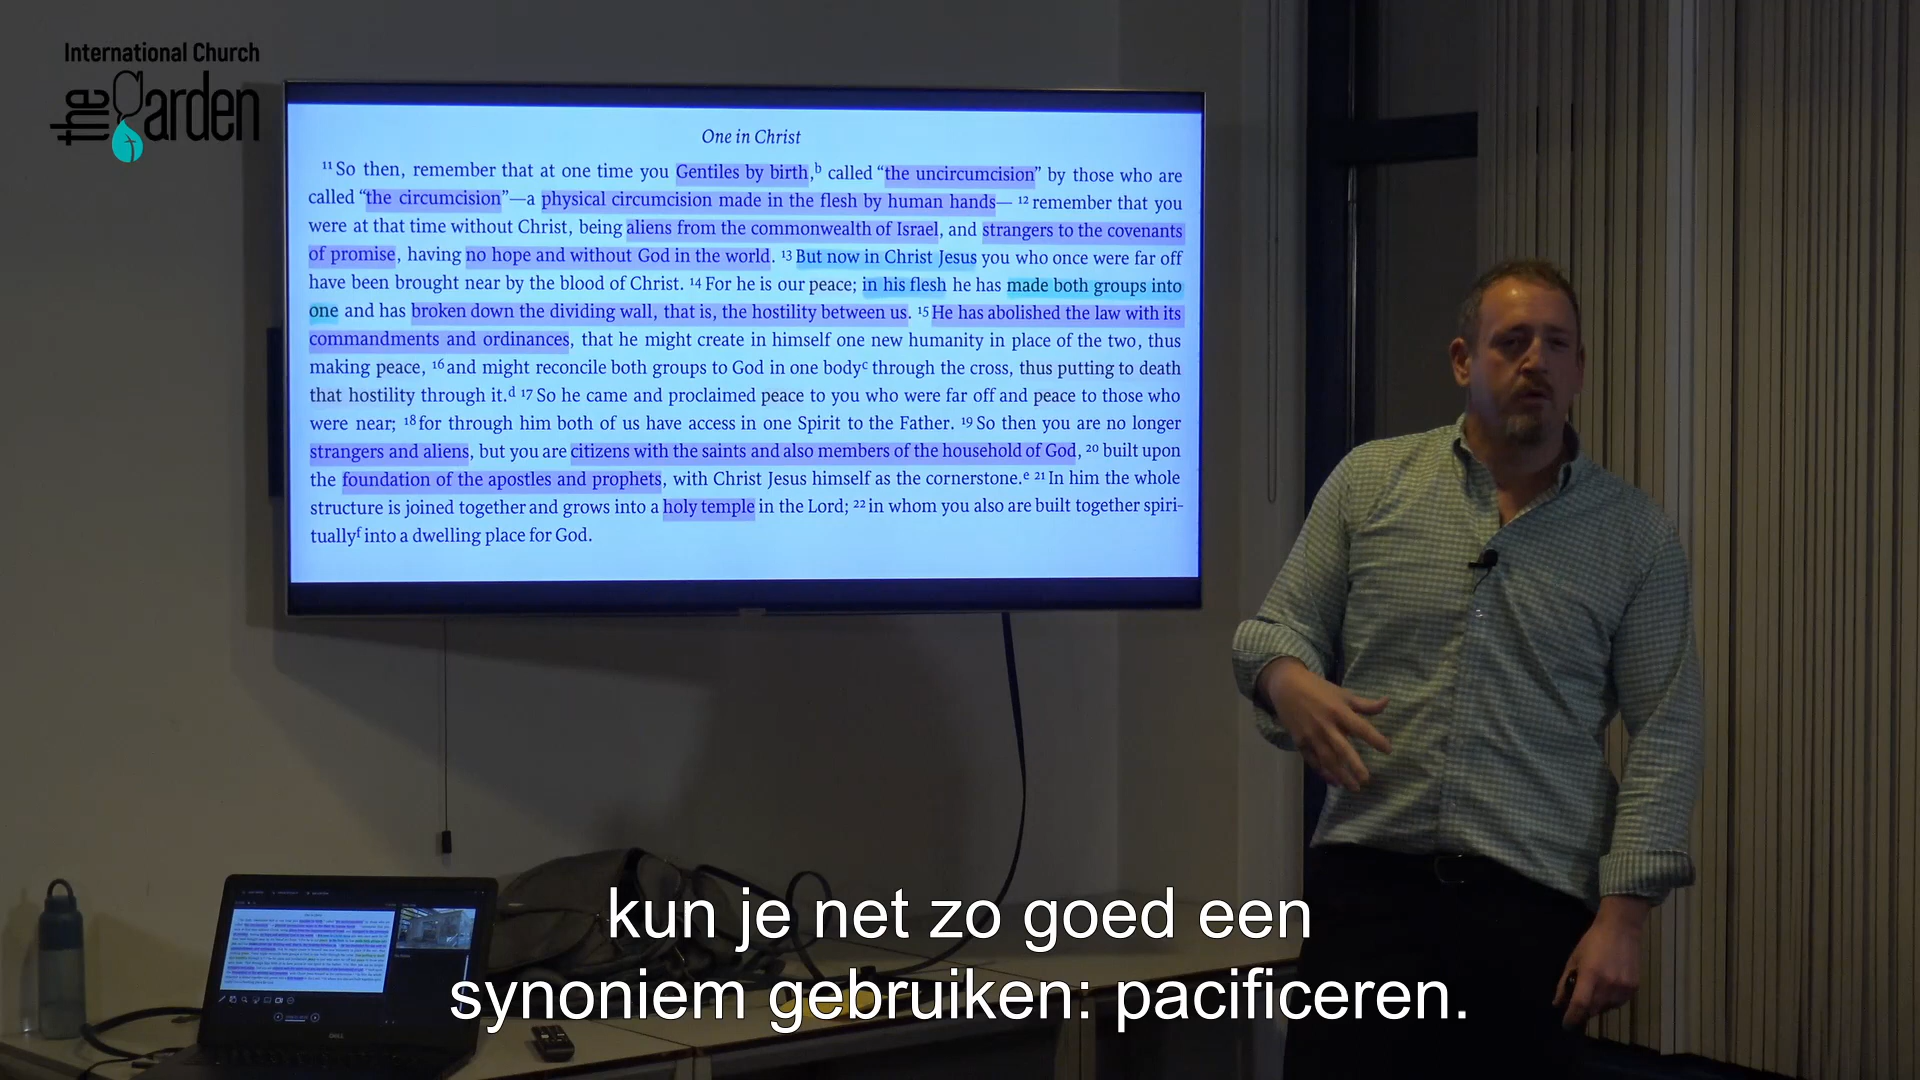 International Church
the Garden
One in Christ
¹¹ So then, remember that at one time you Gentiles by birth,ᵇ called “the uncircumcision” by those who are
called “the circumcision”—a physical circumcision made in the flesh by human hands— ¹² remember that you
were at that time without Christ, being aliens from the commonwealth of Israel, and strangers to the covenants
of promise, having no hope and without God in the world. ¹³ But now in Christ Jesus you who once were far off
have been brought near by the blood of Christ. ¹⁴ For he is our peace; in his flesh he has made both groups into
one and has broken down the dividing wall, that is, the hostility between us. ¹⁵ He has abolished the law with its
commandments and ordinances, that he might create in himself one new humanity in place of the two, thus
making peace, ¹⁶ and might reconcile both groups to God in one bodyᶜ through the cross, thus putting to death
that hostility through it.ᵈ ¹⁷ So he came and proclaimed peace to you who were far off and peace to those who
were near; ¹⁸ for through him both of us have access in one Spirit to the Father. ¹⁹ So then you are no longer
strangers and aliens, but you are citizens with the saints and also members of the household of God, ²⁰ built upon
the foundation of the apostles and prophets, with Christ Jesus himself as the cornerstone.ᵉ ²¹ In him the whole
structure is joined together and grows into a holy temple in the Lord; ²² in whom you also are built together spiri-
tuallyᶠ into a dwelling place for God.
DELL
kun je net zo goed een
synoniem gebruiken: pacificeren.